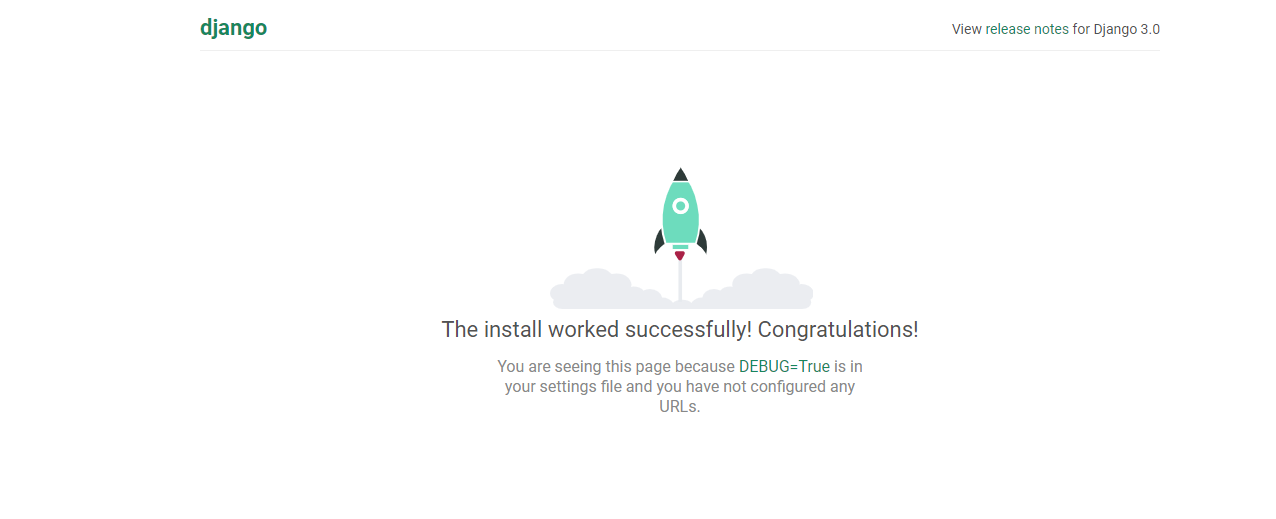 django
View release notes for Django 3.0
The install worked successfully! Congratulations!
You are seeing this page because DEBUG=True is in
your settings file and you have not configured any
URLs.